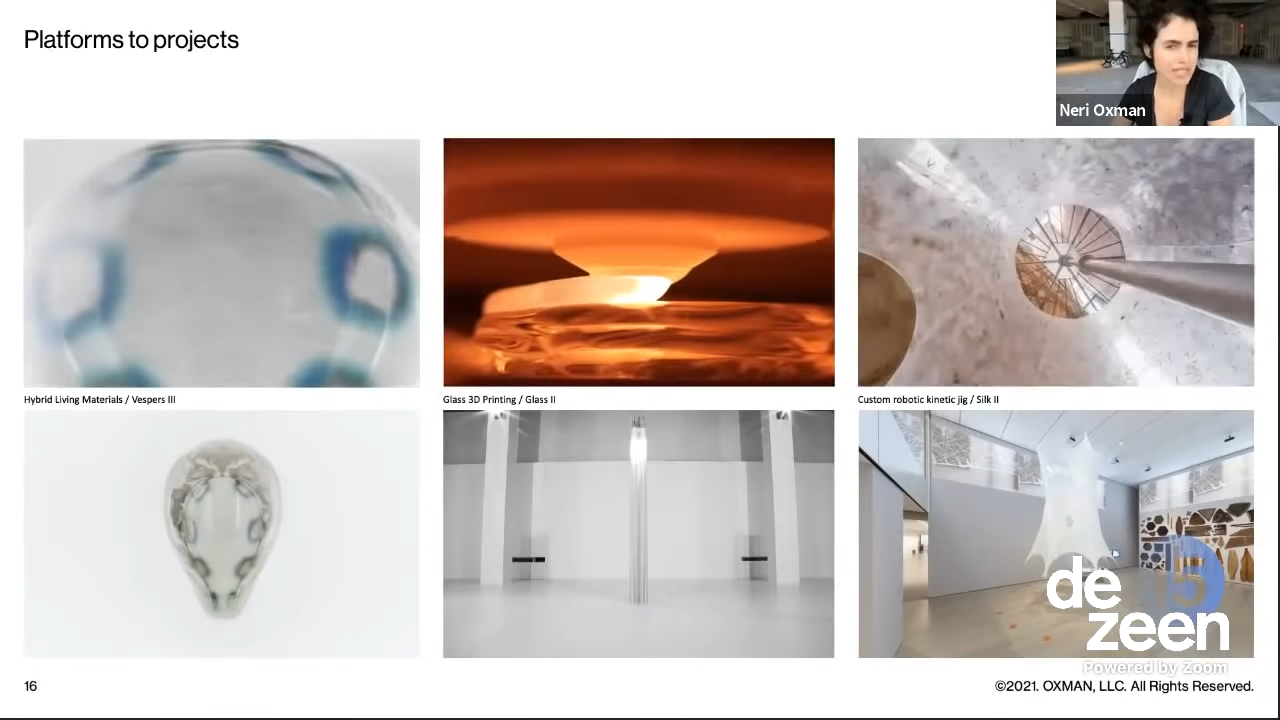 Platforms to projects
Neri Oxman
Hybrid Living Materials / Vespers III
Glass 3D Printing / Glass II
Custom robotic kinetic jig / Silk II
15
de
zeen
Powered by Zoom
16
©2021. OXMAN, LLC. All Rights Reserved.